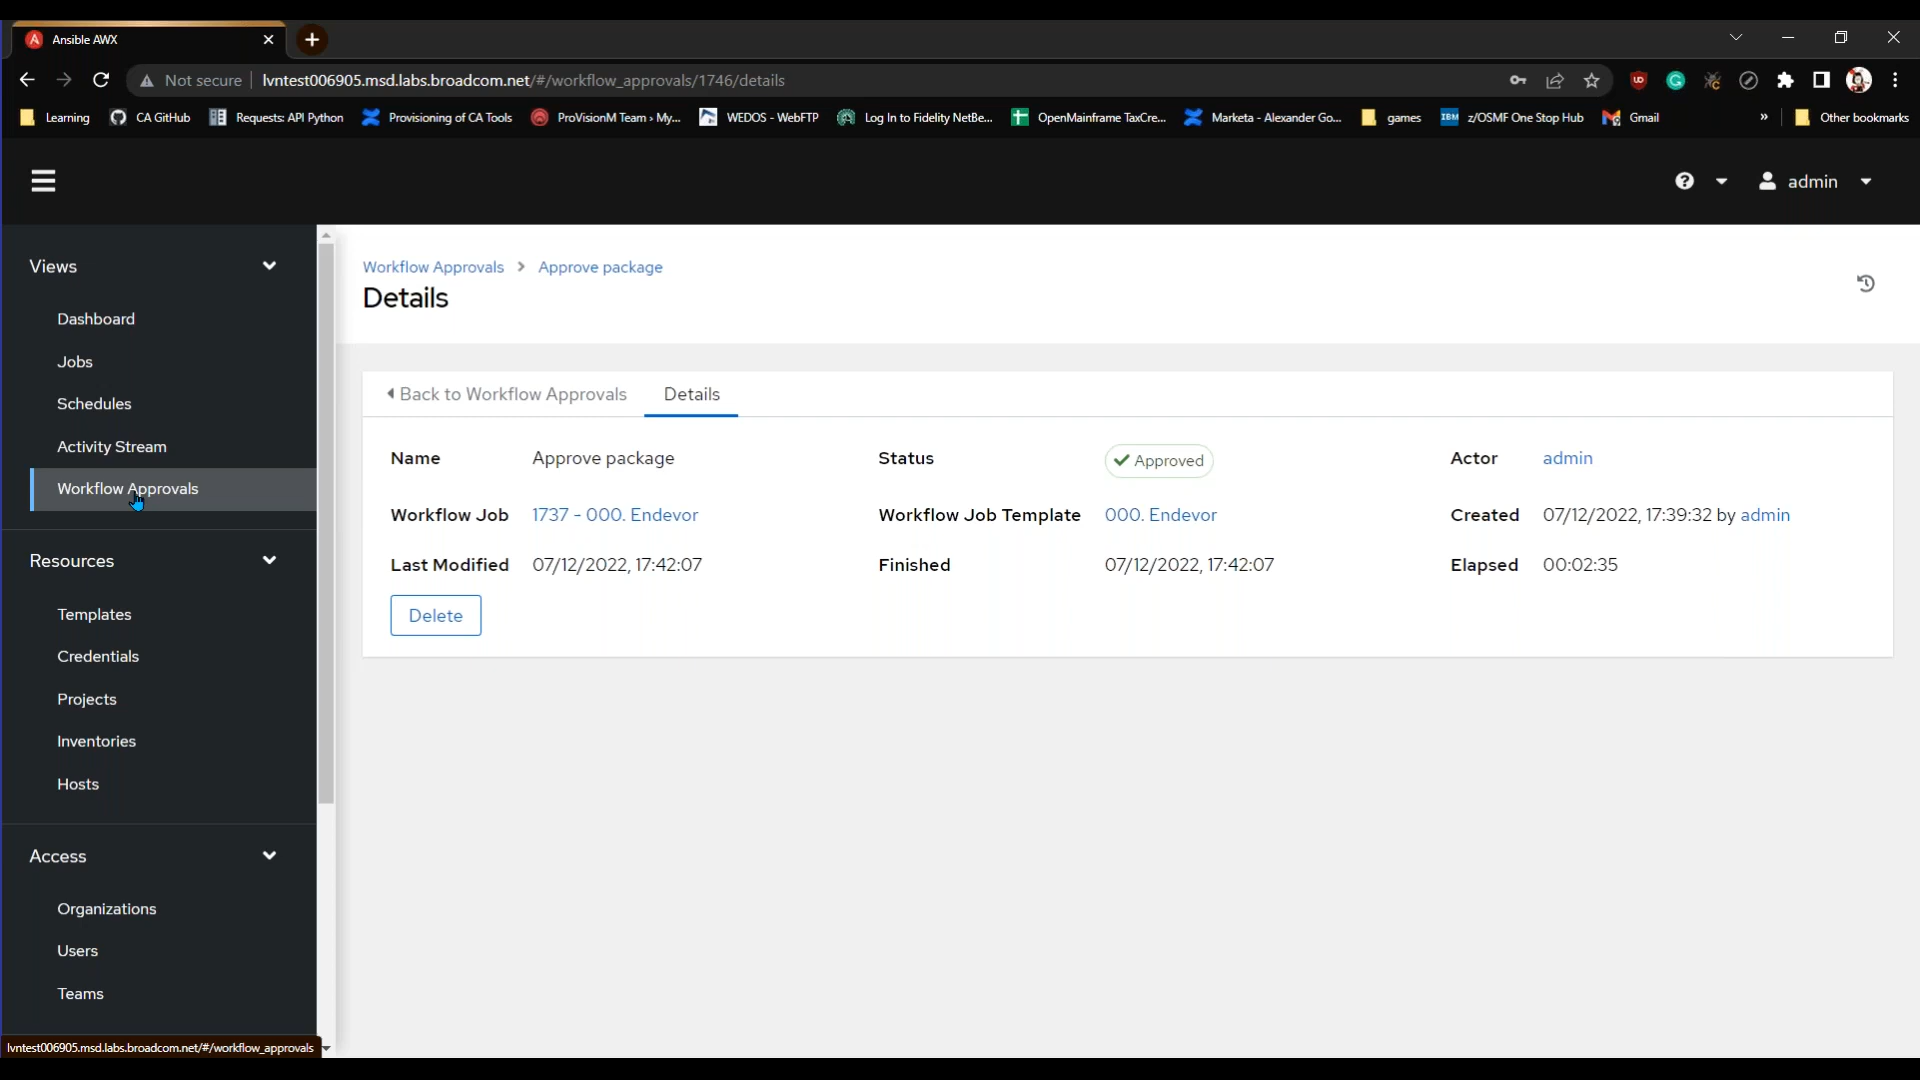 Ansible AWX
Not secure lvntest006905.msd.labs.broadcom.net/#/workflow_approvals/1746/details
Learning CA GitHub Requests: API Python Provisioning of CA Tools ProVisionM Team › My... WEDOS - WebFTP Log In to Fidelity NetBe... OpenMainframe TaxCre... Marketa - Alexander Go... games IBM z/OSMF One Stop Hub Gmail » Other bookmarks
admin
Views
Dashboard
Jobs
Schedules
Activity Stream
Workflow Approvals
Resources
Templates
Credentials
Projects
Inventories
Hosts
Access
Organizations
Users
Teams
lvntest006905.msd.labs.broadcom.net/#/workflow_approvals
Workflow Approvals > Approve package
Details
Back to Workflow Approvals Details
Name Approve package Status Approved Actor admin
Workflow Job 1737 - 000. Endevor Workflow Job Template 000. Endevor Created 07/12/2022, 17:39:32 by admin
Last Modified 07/12/2022, 17:42:07 Finished 07/12/2022, 17:42:07 Elapsed 00:02:35
Delete